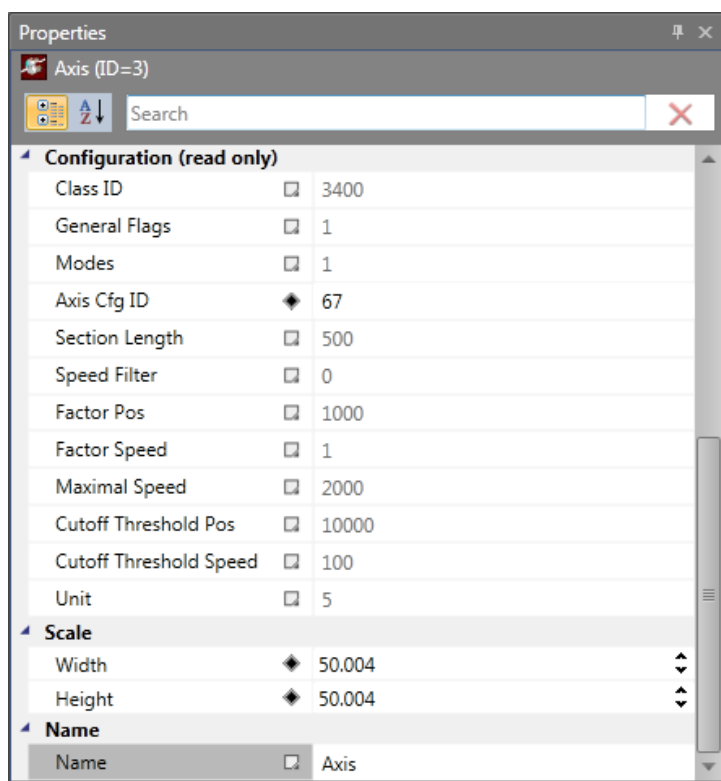 Properties
Axis (ID=3)
A
Z
Search
Configuration (read only)
Class ID 3400
General Flags 1
Modes 1
Axis Cfg ID 67
Section Length 500
Speed Filter 0
Factor Pos 1000
Factor Speed 1
Maximal Speed 2000
Cutoff Threshold Pos 10000
Cutoff Threshold Speed 100
Unit 5
Scale
Width 50.004
Height 50.004
Name
Name Axis